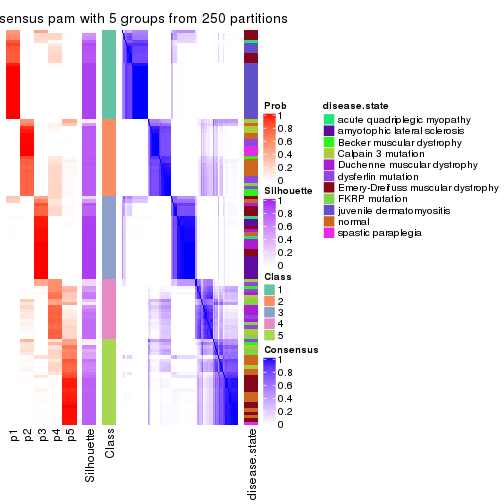 sensus pam with 5 groups from 250 partitions
Prob
1
0.8
0.6
0.4
0.2
0
Silhouette
1
0.8
0.6
0.4
0.2
0
Class
1
2
3
4
5
Consensus
1
0.8
0.6
0.4
0.2
0
disease.state
acute quadriplegic myopathy
amyotophic lateral sclerosis
Becker muscular dystrophy
Calpain 3 mutation
Duchenne muscular dystrophy
dysferlin mutation
Emery-Dreifuss muscular dystrophy
FKRP mutation
juvenile dermatomyositis
normal
spastic paraplegia
p1
p2
p3
p4
p5
Silhouette
Class
disease.state